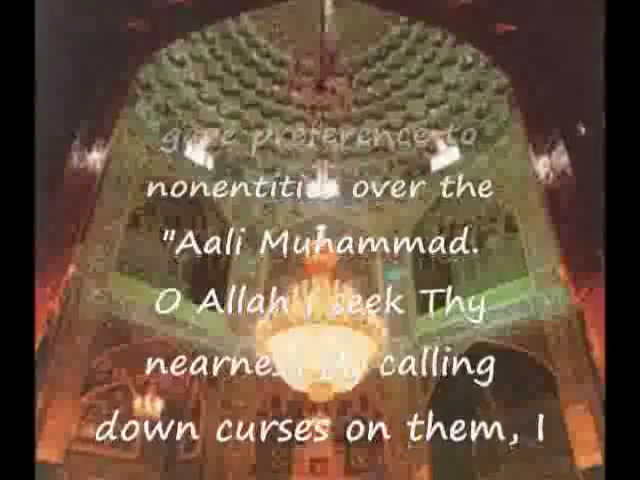 gave preference to
nonentities over the
"Aali Muhammad.
O Allah I seek Thy
nearness by calling
down curses on them, I